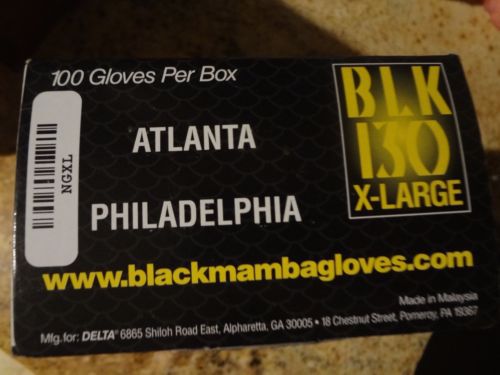 100 Gloves Per Box
BLK
130
X-LARGE
NGXL
ATLANTA
PHILADELPHIA
www.blackmambagloves.com
Made in Malaysia
Mfg. for: DELTA® 6865 Shiloh Road East, Alpharetta, GA 30005 • 18 Chestnut Street, Pomeroy, PA 19367